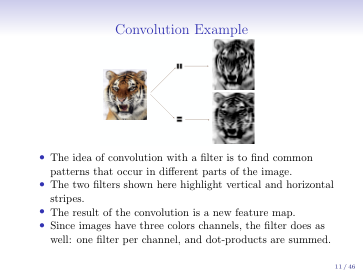 Convolution Example
• The idea of convolution with a filter is to find common
patterns that occur in different parts of the image.
• The two filters shown here highlight vertical and horizontal
stripes.
• The result of the convolution is a new feature map.
• Since images have three colors channels, the filter does as
well: one filter per channel, and dot-products are summed.
11 / 46